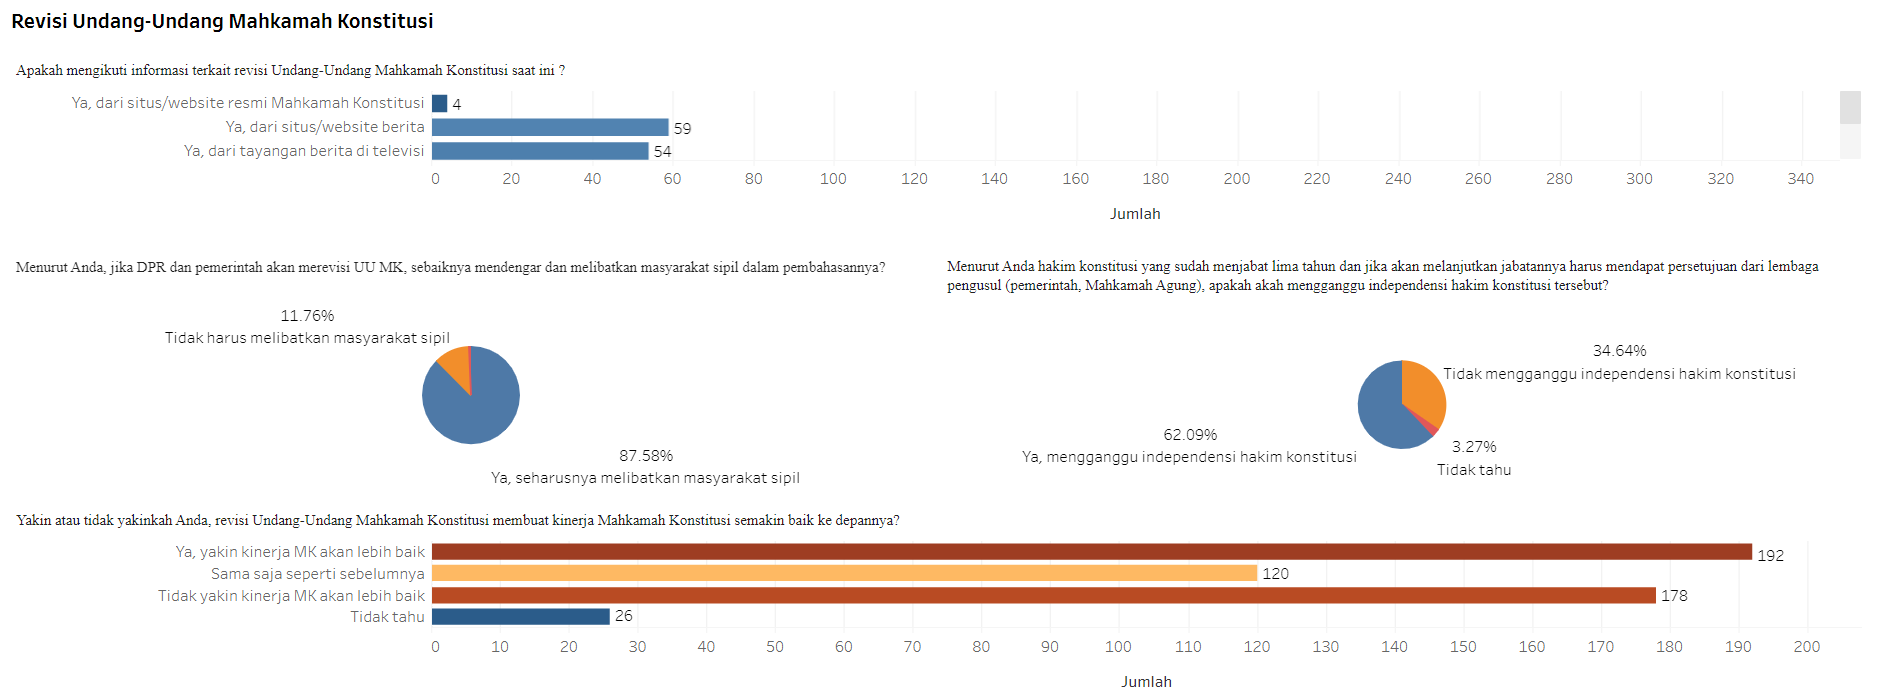 Revisi Undang-Undang Mahkamah Konstitusi
Apakah mengikuti informasi terkait revisi Undang-Undang Mahkamah Konstitusi saat ini ?
Ya, dari situs/website resmi Mahkamah Konstitusi 4
Ya, dari situs/website berita 59
Ya, dari tayangan berita di televisi 54
0 20 40 60 80 100 120 140 160 180 200 220 240 260 280 300 320 340
Jumlah
Menurut Anda, jika DPR dan pemerintah akan merevisi UU MK, sebaiknya mendengar dan melibatkan masyarakat sipil dalam pembahasannya?
11.76%
Tidak harus melibatkan masyarakat sipil
87.58%
Ya, seharusnya melibatkan masyarakat sipil
Menurut Anda hakim konstitusi yang sudah menjabat lima tahun dan jika akan melanjutkan jabatannya harus mendapat persetujuan dari lembaga
pengusul (pemerintah, Mahkamah Agung), apakah akah mengganggu independensi hakim konstitusi tersebut?
34.64%
Tidak mengganggu independensi hakim konstitusi
62.09%
Ya, mengganggu independensi hakim konstitusi
3.27%
Tidak tahu
Yakin atau tidak yakinkah Anda, revisi Undang-Undang Mahkamah Konstitusi membuat kinerja Mahkamah Konstitusi semakin baik ke depannya?
Ya, yakin kinerja MK akan lebih baik 192
Sama saja seperti sebelumnya 120
Tidak yakin kinerja MK akan lebih baik 178
Tidak tahu 26
0 10 20 30 40 50 60 70 80 90 100 110 120 130 140 150 160 170 180 190 200
Jumlah